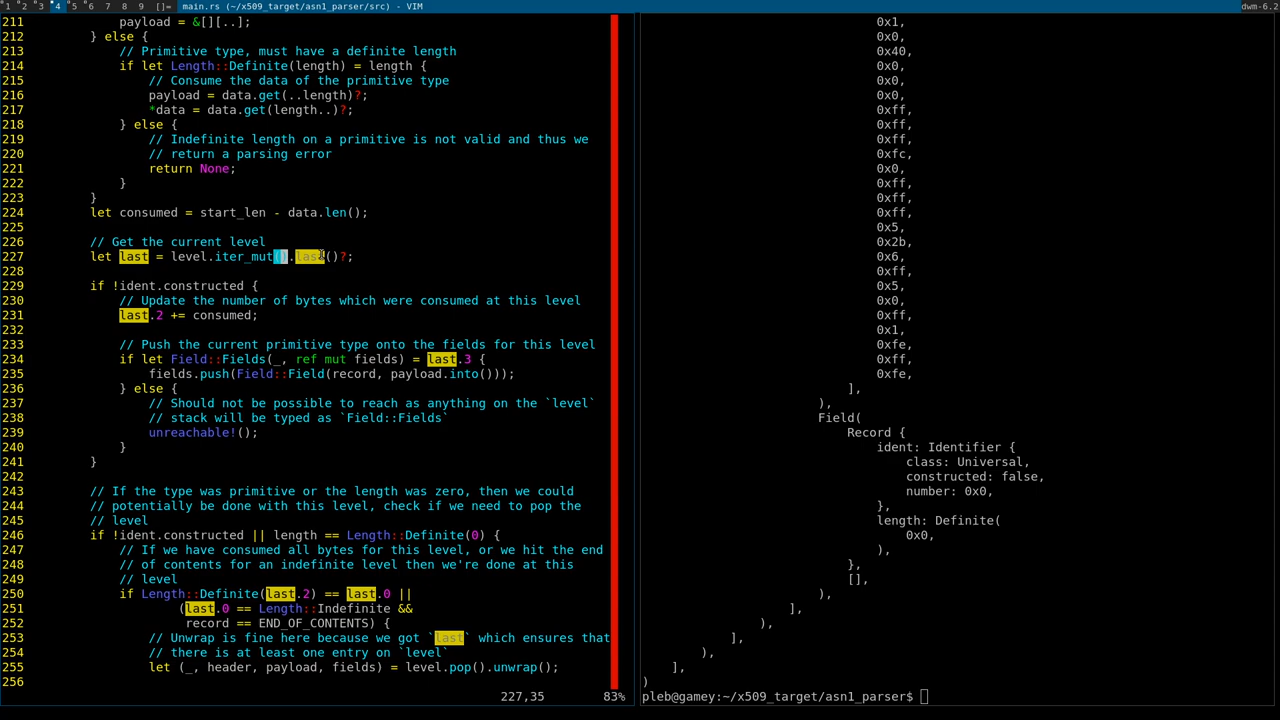 1 2 3 4 5 6 7 8 9 []= main.rs (~/x509_target/asn1_parser/src) - VIM dwm-6.2
211             payload = &[][..];
212         } else {
213             // Primitive type, must have a definite length
214             if let Length::Definite(length) = length {
215                 // Consume the data of the primitive type
216                 payload = data.get(..length)?;
217                 *data = data.get(length..)?;
218             } else {
219                 // Indefinite length on a primitive is not valid and thus we
220                 // return a parsing error
221                 return None;
222             }
223         }
224         let consumed = start_len - data.len();
225
226         // Get the current level
227         let last = level.iter_mut().last()?;
228
229         if !ident.constructed {
230             // Update the number of bytes which were consumed at this level
231             last.2 += consumed;
232
233             // Push the current primitive type onto the fields for this level
234             if let Field::Fields(_, ref mut fields) = last.3 {
235                 fields.push(Field::Field(record, payload.into()));
236             } else {
237                 // Should not be possible to reach as anything on the `level`
238                 // stack will be typed as `Field::Fields`
239                 unreachable!();
240             }
241         }
242
243         // If the type was primitive or the length was zero, then we could
244         // potentially be done with this level, check if we need to pop the
245         // level
246         if !ident.constructed || length == Length::Definite(0) {
247             // If we have consumed all bytes for this level, or we hit the end
248             // of contents for an indefinite level then we're done at this
249             // level
250             if Length::Definite(last.2) == last.0 ||
251                     (last.0 == Length::Indefinite &&
252                     record == END_OF_CONTENTS) {
253                 // Unwrap is fine here because we got `last` which ensures that
254                 // there is at least one entry on `level`
255                 let (_, header, payload, fields) = level.pop().unwrap();
256
227,35 83%
0x1,
0x0,
0x40,
0x0,
0x0,
0x0,
0xff,
0xff,
0xff,
0xfc,
0x0,
0xff,
0xff,
0xff,
0x5,
0x2b,
0x6,
0xff,
0x5,
0x0,
0xff,
0x1,
0xfe,
0xff,
0xfe,
],
),
Field(
Record {
ident: Identifier {
class: Universal,
constructed: false,
number: 0x0,
},
length: Definite(
0x0,
),
},
[],
),
],
),
],
),
],
)
pleb@gamey:~/x509_target/asn1_parser$